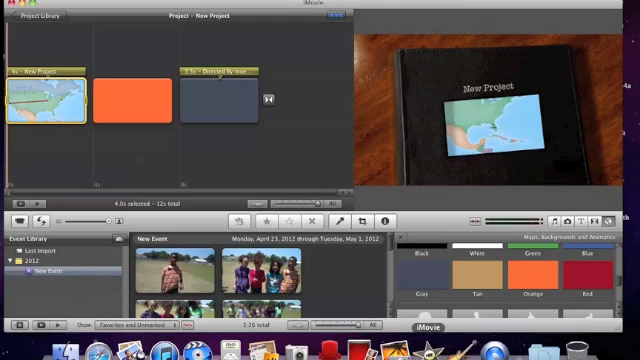 iMovie
Project Library
Project - New Project
4s - New Project
3.5s - Directed By
New Project
4s
8s
4.0s selected - 12s total
All
Event Library
New Event
Monday, April 23, 2012 through Tuesday, May 1, 2012
Maps, Backgrounds and Animatics
Last Import
2012
New Event
Black
White
Green
Blue
Gray
Tan
Orange
Red
Show:
Favorites and Unmarked
5:26 total
All
iMovie